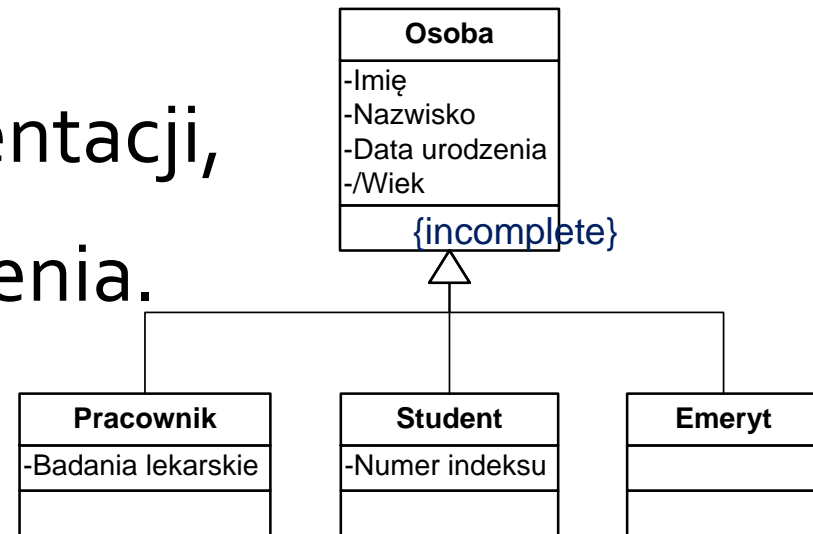 entacji,
enia.
Osoba
-Imię
-Nazwisko
-Data urodzenia
-/Wiek
{incomplete}
Pracownik
-Badania lekarskie
Student
-Numer indeksu
Emeryt